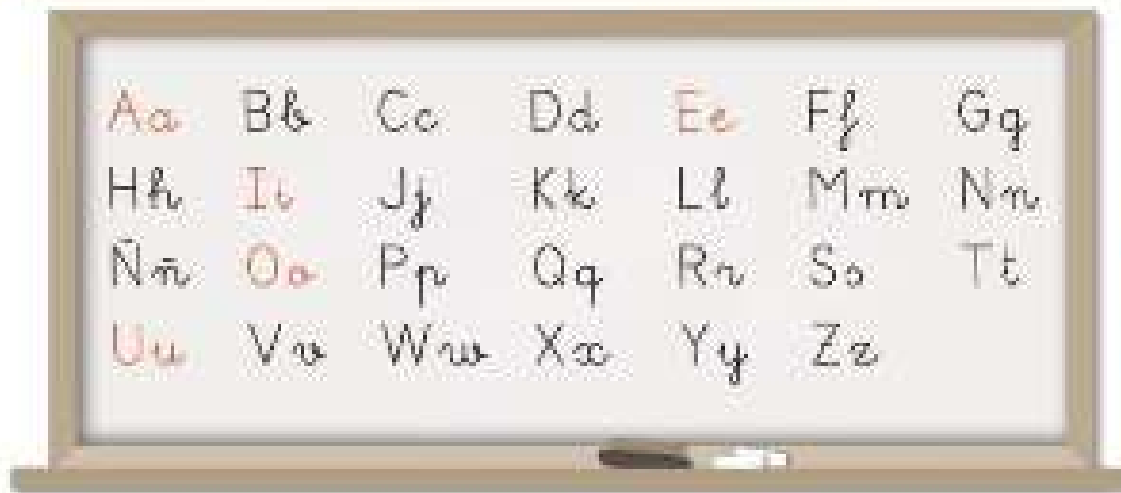 Aa Bb Cc Dd Ee Ff Gg
Hh Ii Jj Kk Ll Mm Nn
Ññ Oo Pp Qq Rr Ss Tt
Uu Vv Ww Xx Yy Zz